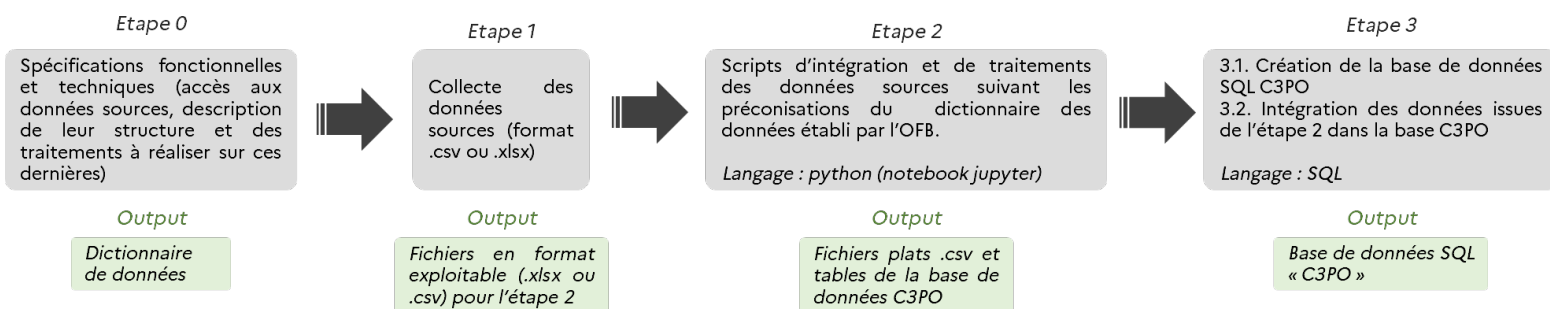 Etape 0
Spécifications fonctionnelles
et techniques (accès aux
données sources, description
de leur structure et des
traitements à réaliser sur ces
dernières)
Output
Dictionnaire
de données
Etape 1
Collecte des
données
sources (format
.csv ou .xlsx)
Output
Fichiers en format
exploitable (.xlsx ou
.csv) pour l'étape 2
Etape 2
Scripts d'intégration et de traitements
des données sources suivant les
préconisations du dictionnaire des
données établi par l'OFB.
Langage : python (notebook jupyter)
Output
Fichiers plats .csv et
tables de la base de
données C3PO
Etape 3
3.1. Création de la base de données
SQL C3PO
3.2. Intégration des données issues
de l'étape 2 dans la base C3PO
Langage : SQL
Output
Base de données SQL
« C3PO »